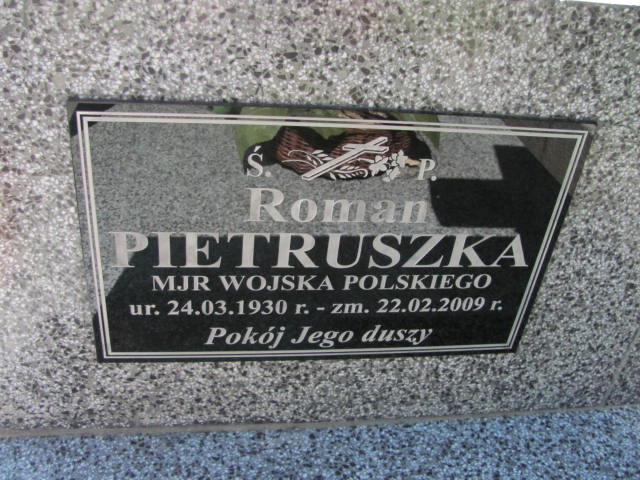 Ś. P.
Roman
PIETRUSZKA
MJR WOJSKA POLSKIEGO
ur. 24.03.1930 r. - zm. 22.02.2009 r.
Pokój Jego duszy